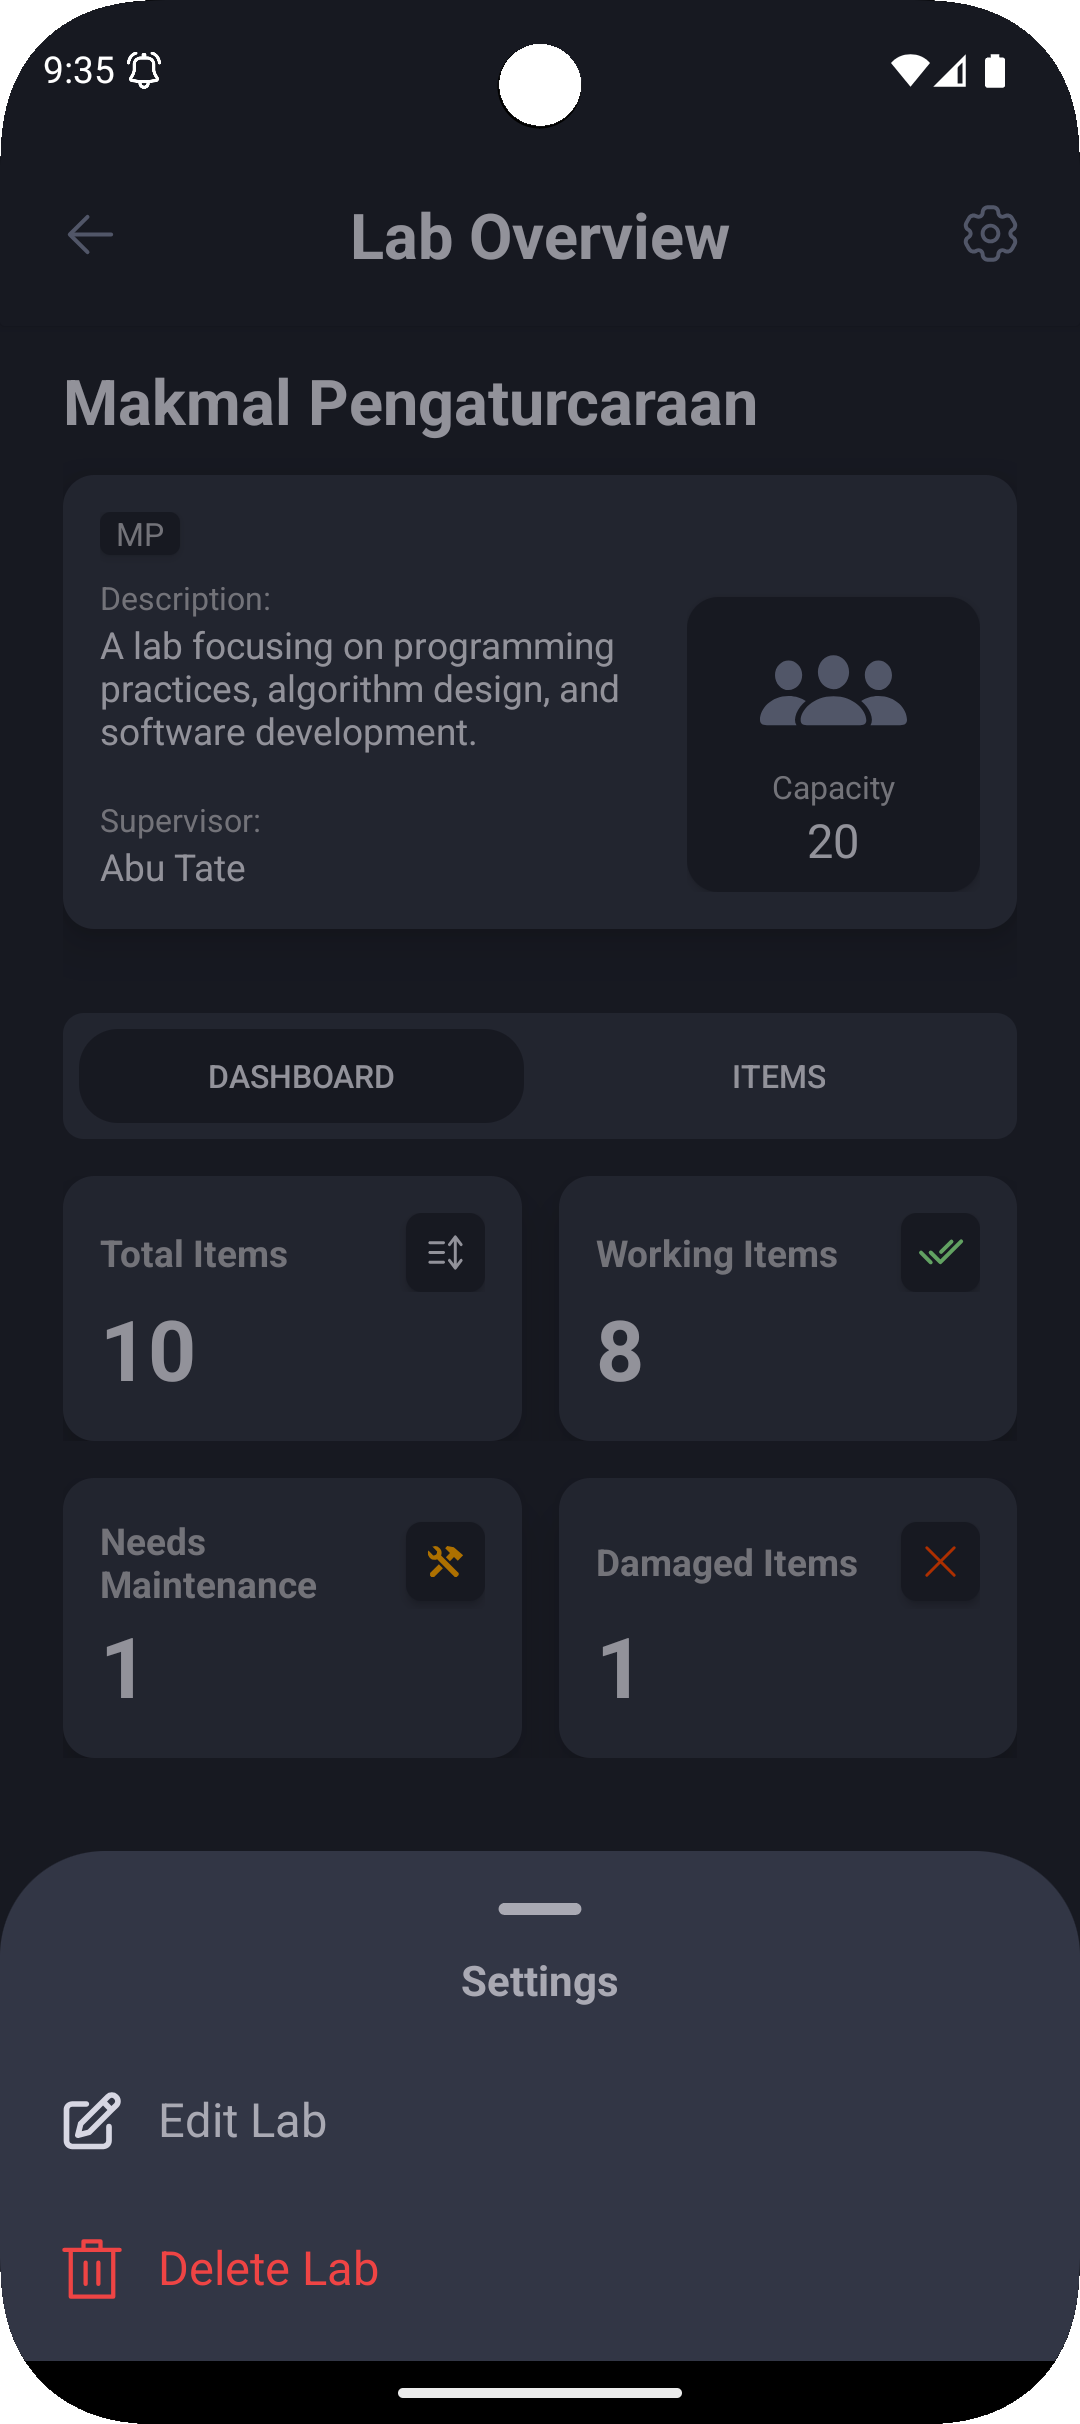 9:35
Lab Overview
Makmal Pengaturcaraan
MP
Description:
A lab focusing on programming
practices, algorithm design, and
software development.
Supervisor:
Abu Tate
Capacity
20
DASHBOARD
ITEMS
Total Items
10
Working Items
8
Needs
Maintenance
1
Damaged Items
1
Settings
Edit Lab
Delete Lab